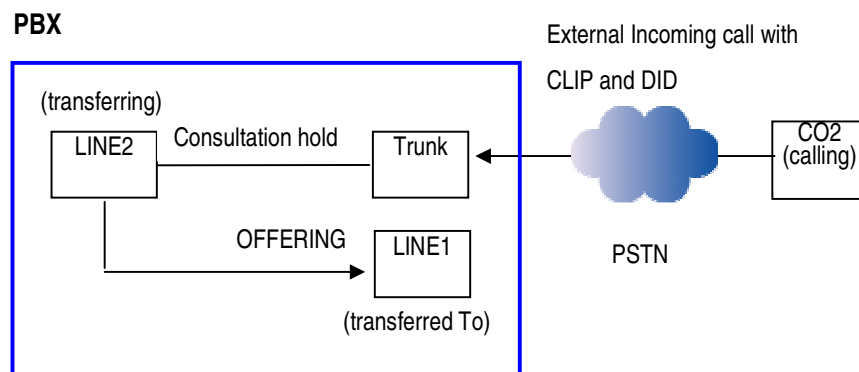 PBX
External Incoming call with
CLIP and DID
(transferring)
LINE2
Consultation hold
Trunk
CO2
(calling)
OFFERING
LINE1
PSTN
(transferred To)